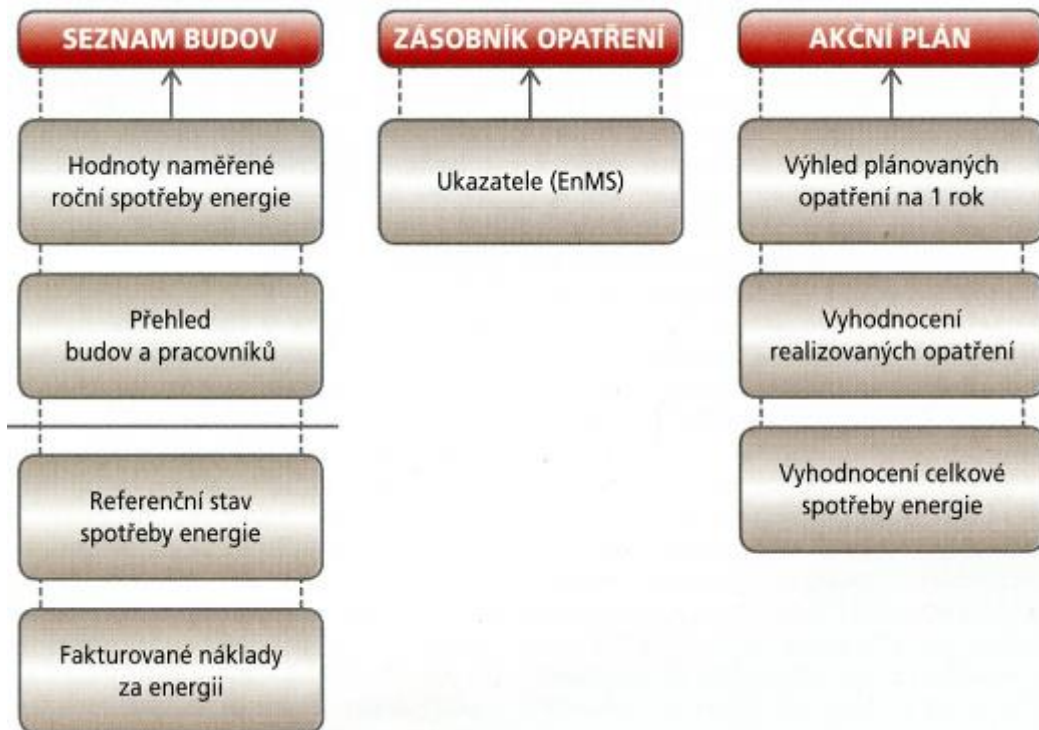 SEZNAM BUDOV
Hodnoty naměřené
roční spotřeby energie
Přehled
budov a pracovníků
Referenční stav
spotřeby energie
Fakturované náklady
za energii
ZÁSOBNÍK OPATŘENÍ
Ukazatele (EnMS)
AKČNÍ PLÁN
Výhled plánovaných
opatření na 1 rok
Vyhodnocení
realizovaných opatření
Vyhodnocení celkové
spotřeby energie